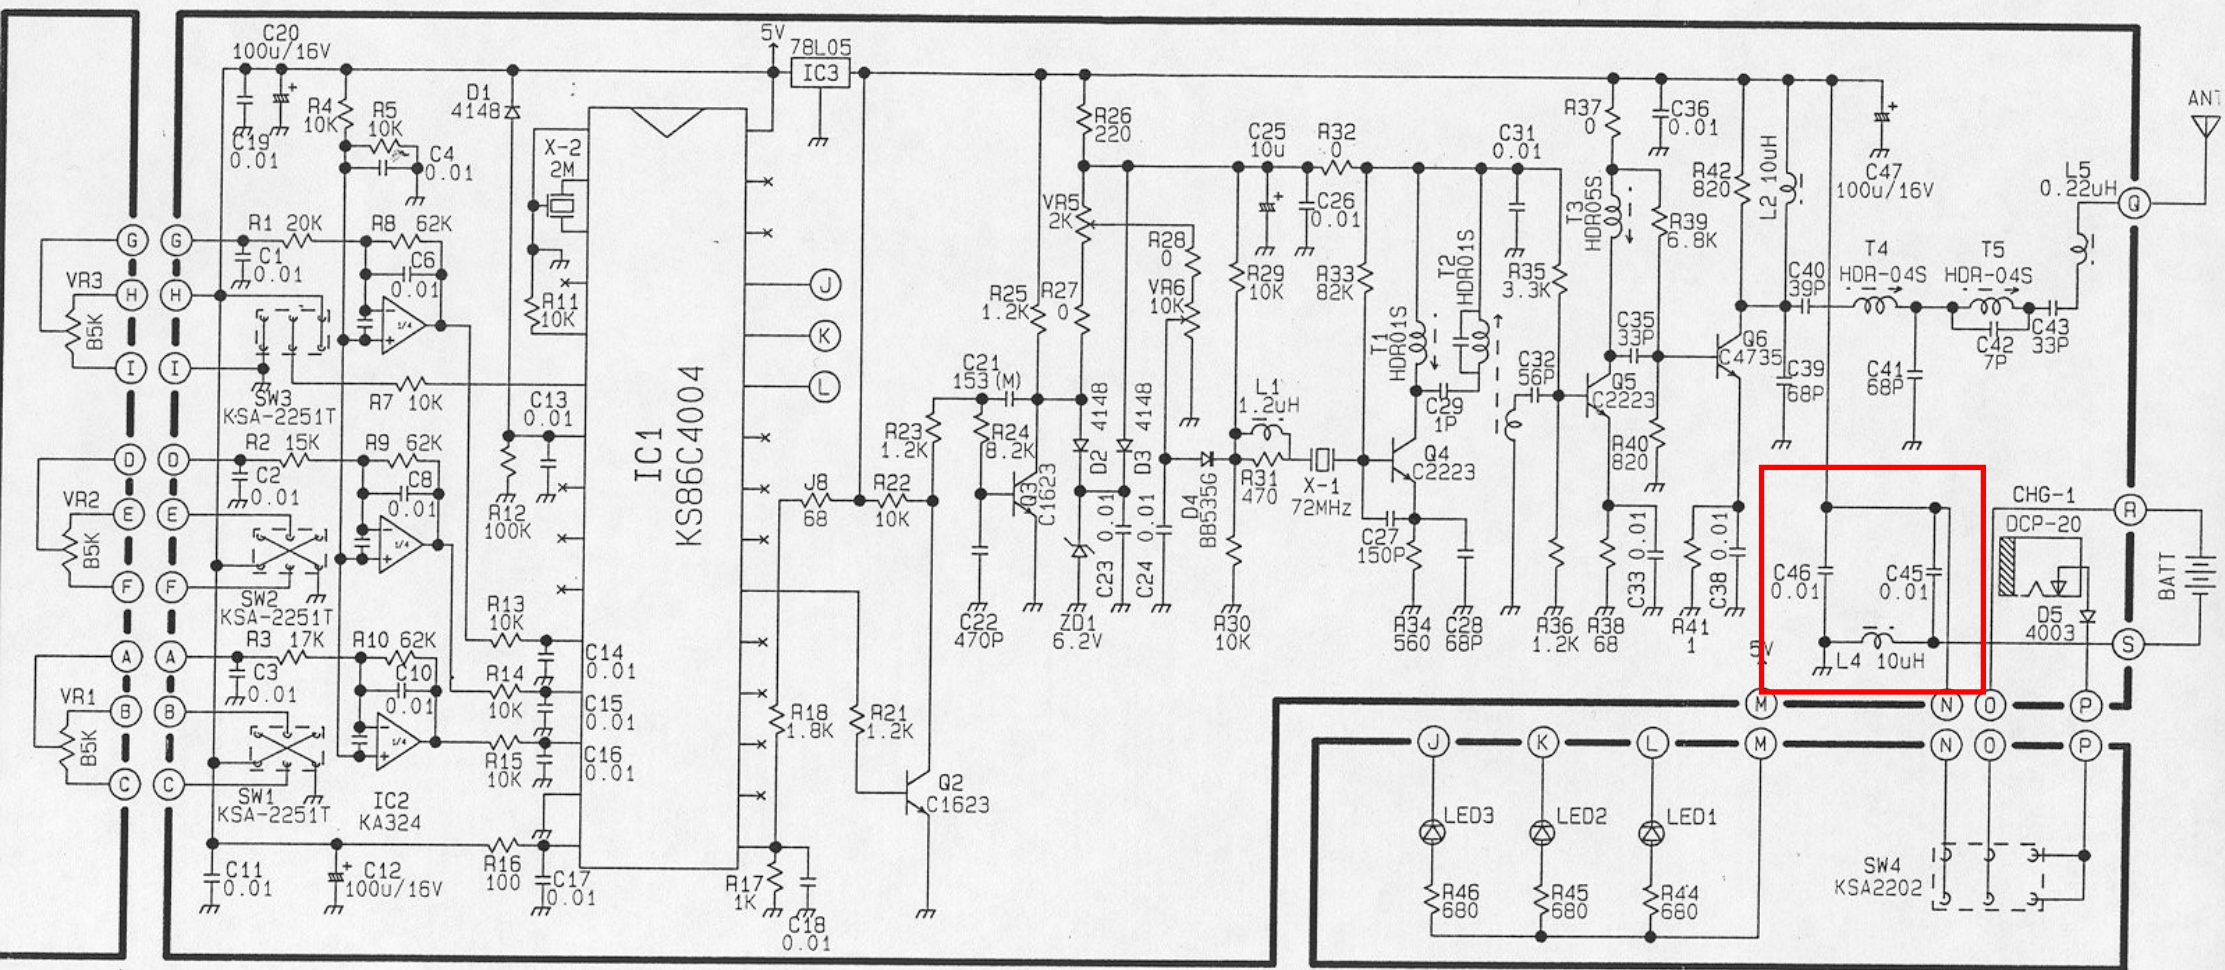 C20
100u/16V
C19
0.01
R4
10K
R5
10K
C4
0.01
D1
4148
X-2
2M
R11
10K
5V
78L05
IC3
G
H
I
G
H
I
VR3
B5K
R1 20K
C1
0.01
R8 62K
C6
0.01
1/4
SW3
KSA-2251T
R7 10K
C13
0.01
R12
100K
D
E
F
D
E
F
VR2
B5K
R2 15K
C2
0.01
R9 62K
C8
0.01
1/4
SW2
KSA-2251T
A
B
C
A
B
C
VR1
B5K
R3 17K
C3
0.01
R10 62K
C10
0.01
1/4
SW1
KSA-2251T
IC2
KA324
R13
10K
C14
0.01
R14
10K
C15
0.01
R15
10K
C16
0.01
C11
0.01
C12
100u/16V
R16
100
C17
0.01
IC1
KS86C4004
J
K
L
J8
68
R22
10K
R23
1.2K
R18
1.8K
R21
1.2K
R17
1K
C18
0.01
Q2
C1623
C21
153 (M)
R24
8.2K
C22
470P
Q3
C1623
R25
1.2K
R27
0
R26
220
VR5
2K
D2 4148
D3 4148
ZD1
6.2V
C23 0.01
C24 0.01
R28
0
VR6
10K
D4
BB535G
R29
10K
R30
10K
C25
10u
C26
0.01
R32
0
R33
82K
L1
1.2uH
R31
470
X-1
72MHz
C27
150P
Q4
C2223
R34
560
C28
68P
T1
HDR01S
C29
1P
T2
HDR01S
C31
0.01
C32
56P
R35
3.3K
R36
1.2K
R37
0
C36
0.01
T3
HDR05S
R39
6.8K
C35
33P
Q5
C2223
R40
820
R38
68
C33 0.01
R41
1
C38 0.01
Q6
C4735
R42
820
L2 10uH
C47
100u/16V
C40
39P
C39
68P
T4
HDR-04S
C41
68P
T5
HDR-04S
C42
7P
C43
33P
L5
0.22uH
ANT
Q
R
S
CHG-1
DCP-20
D5
4003
BATT
C46
0.01
C45
0.01
L4 10uH
5V
M
N
O
P
J
K
L
M
N
O
P
LED3
LED2
LED1
R46
680
R45
680
R44
680
SW4
KSA2202